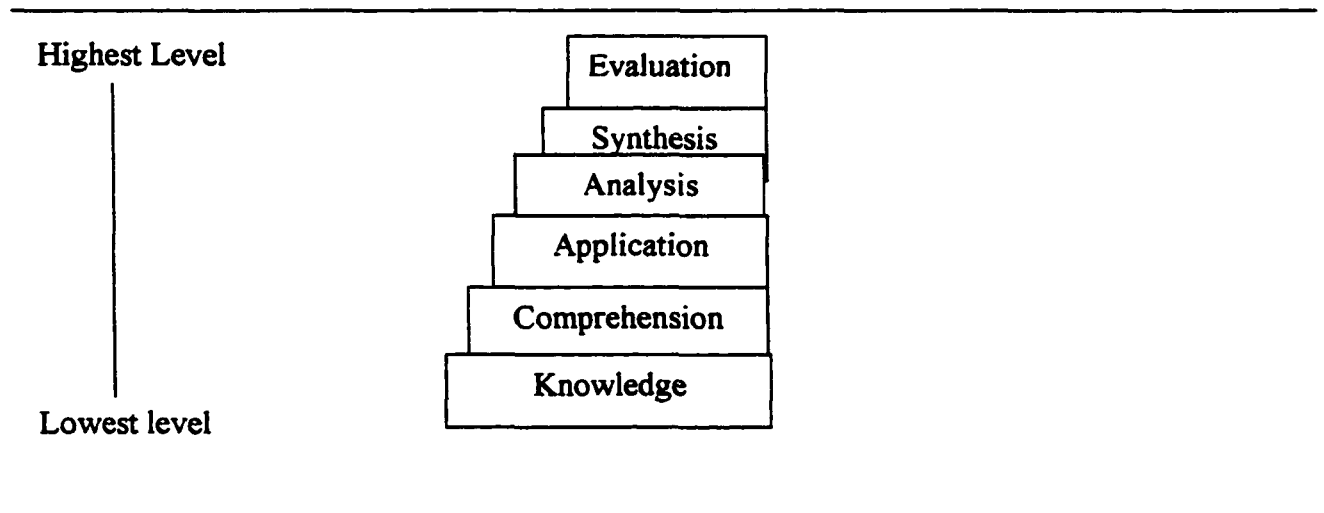 Highest Level
Evaluation
Synthesis
Analysis
Application
Comprehension
Knowledge
Lowest level